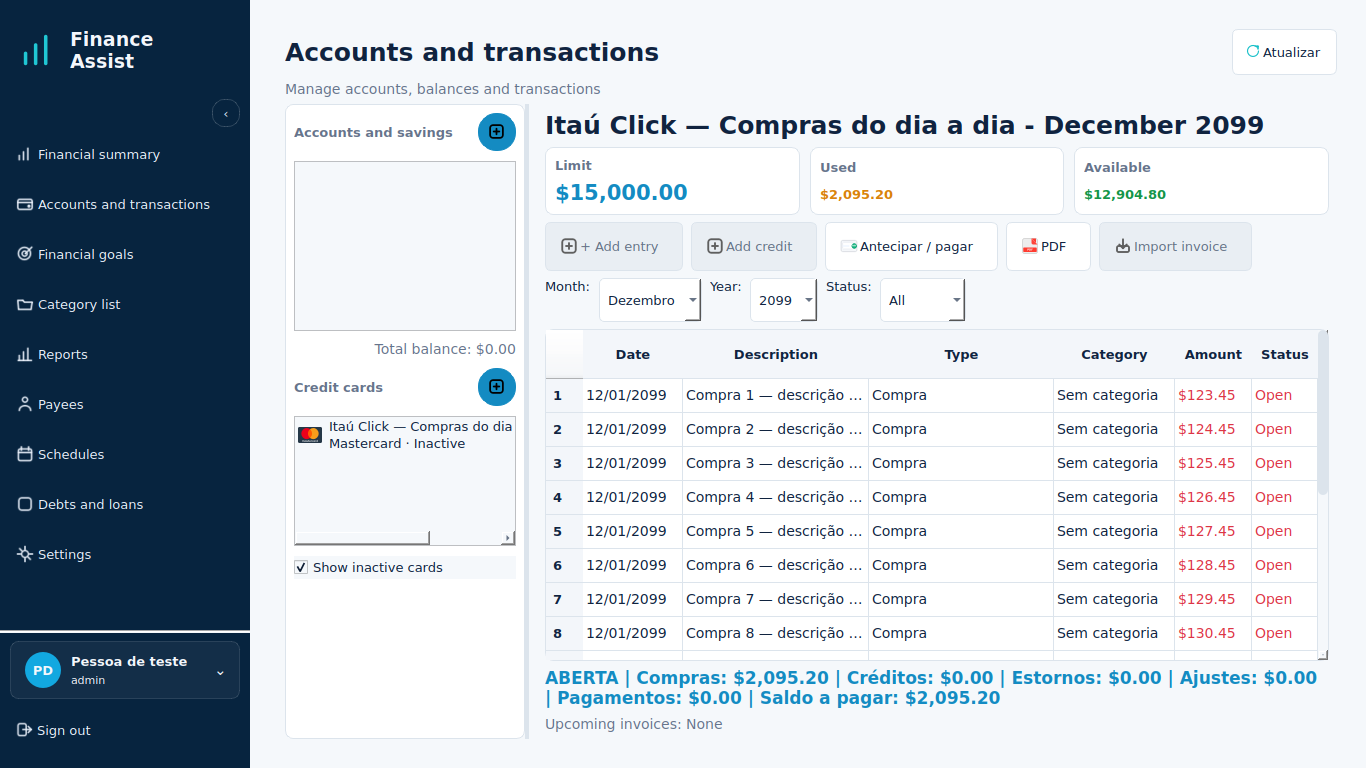 Finance
Assist
‹
Financial summary
Accounts and transactions
Financial goals
Category list
Reports
Payees
Schedules
Debts and loans
Settings
PD
Pessoa de teste
admin
Sign out
Accounts and transactions
Manage accounts, balances and transactions
Atualizar
Accounts and savings
Total balance: $0.00
Credit cards
Itaú Click — Compras do dia
Mastercard · Inactive
Show inactive cards
Itaú Click — Compras do dia a dia - December 2099
Limit
$15,000.00
Used
$2,095.20
Available
$12,904.80
+ Add entry
Add credit
Antecipar / pagar
PDF
Import invoice
Month: Dezembro Year: 2099 Status: All
Date Description Type Category Amount Status
1 12/01/2099 Compra 1 — descrição ... Compra Sem categoria $123.45 Open
2 12/01/2099 Compra 2 — descrição ... Compra Sem categoria $124.45 Open
3 12/01/2099 Compra 3 — descrição ... Compra Sem categoria $125.45 Open
4 12/01/2099 Compra 4 — descrição ... Compra Sem categoria $126.45 Open
5 12/01/2099 Compra 5 — descrição ... Compra Sem categoria $127.45 Open
6 12/01/2099 Compra 6 — descrição ... Compra Sem categoria $128.45 Open
7 12/01/2099 Compra 7 — descrição ... Compra Sem categoria $129.45 Open
8 12/01/2099 Compra 8 — descrição ... Compra Sem categoria $130.45 Open
ABERTA | Compras: $2,095.20 | Créditos: $0.00 | Estornos: $0.00 | Ajustes: $0.00
| Pagamentos: $0.00 | Saldo a pagar: $2,095.20
Upcoming invoices: None